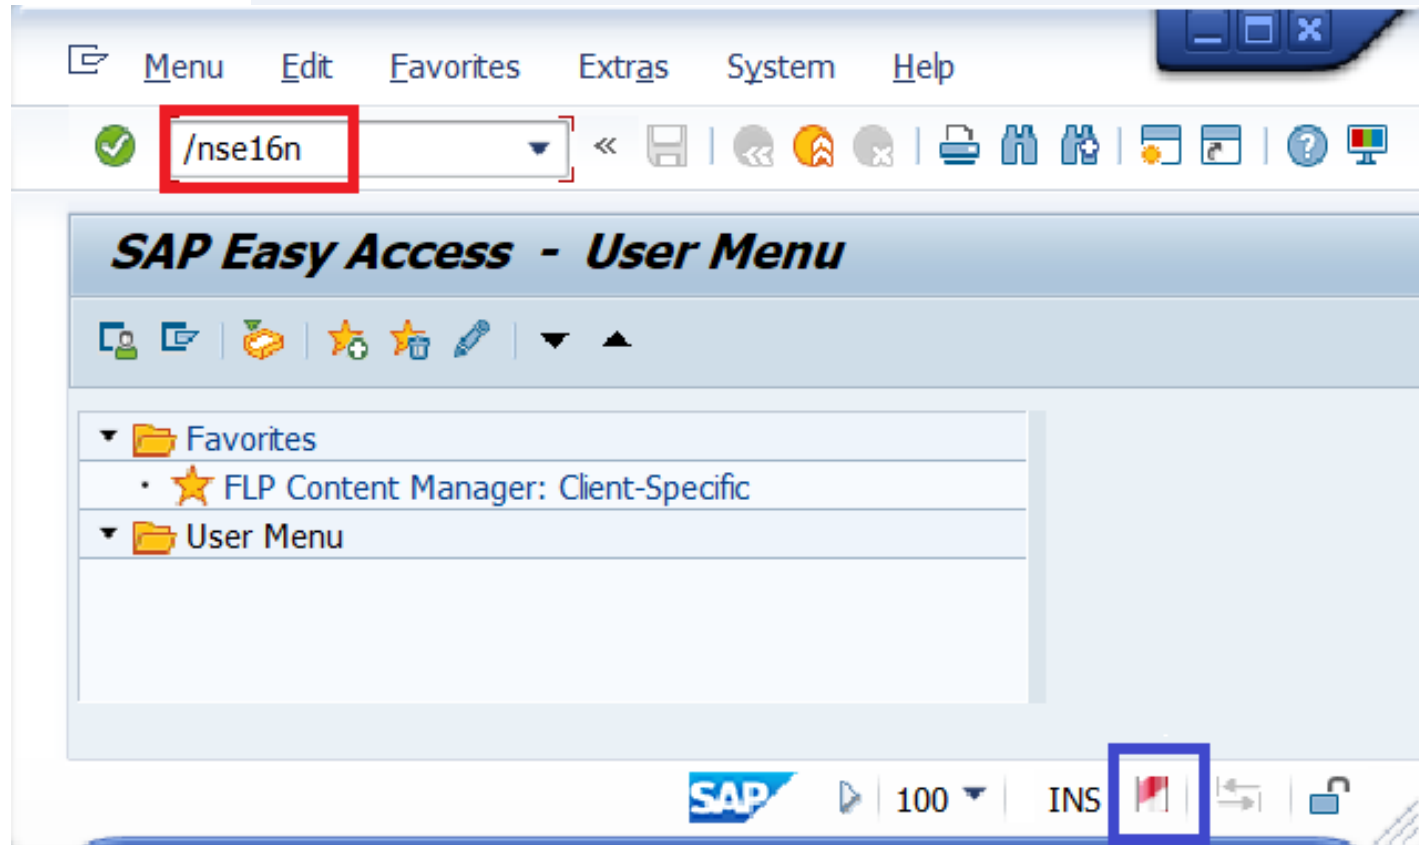 Menu Edit Favorites Extras System Help
/nse16n
SAP Easy Access - User Menu
Favorites
FLP Content Manager: Client-Specific
User Menu
SAP 100 INS